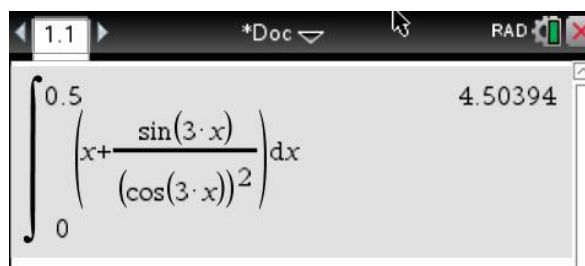 1.1 *Doc RAD
∫₀^0.5 (x+sin(3·x)/(cos(3·x))²)dx 4.50394